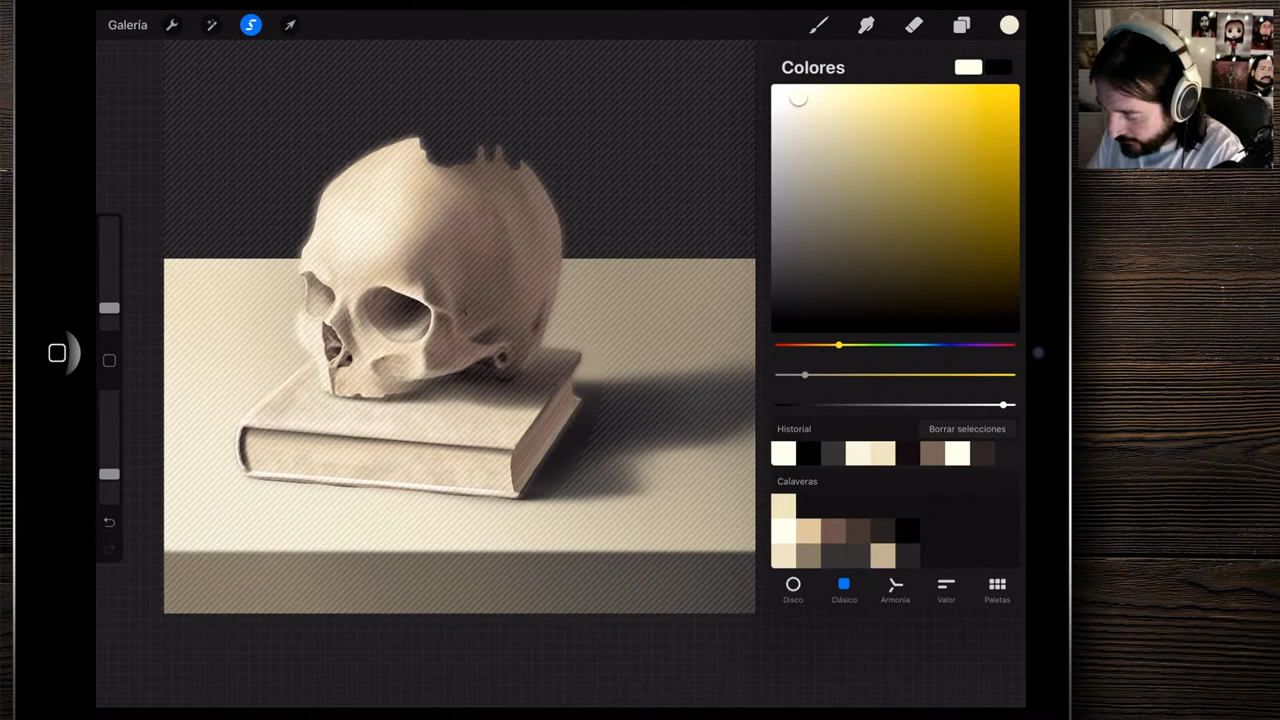 Galería
Colores
Historial
Borrar selecciones
Calaveras
Disco
Clásico
Armonía
Valor
Paletas